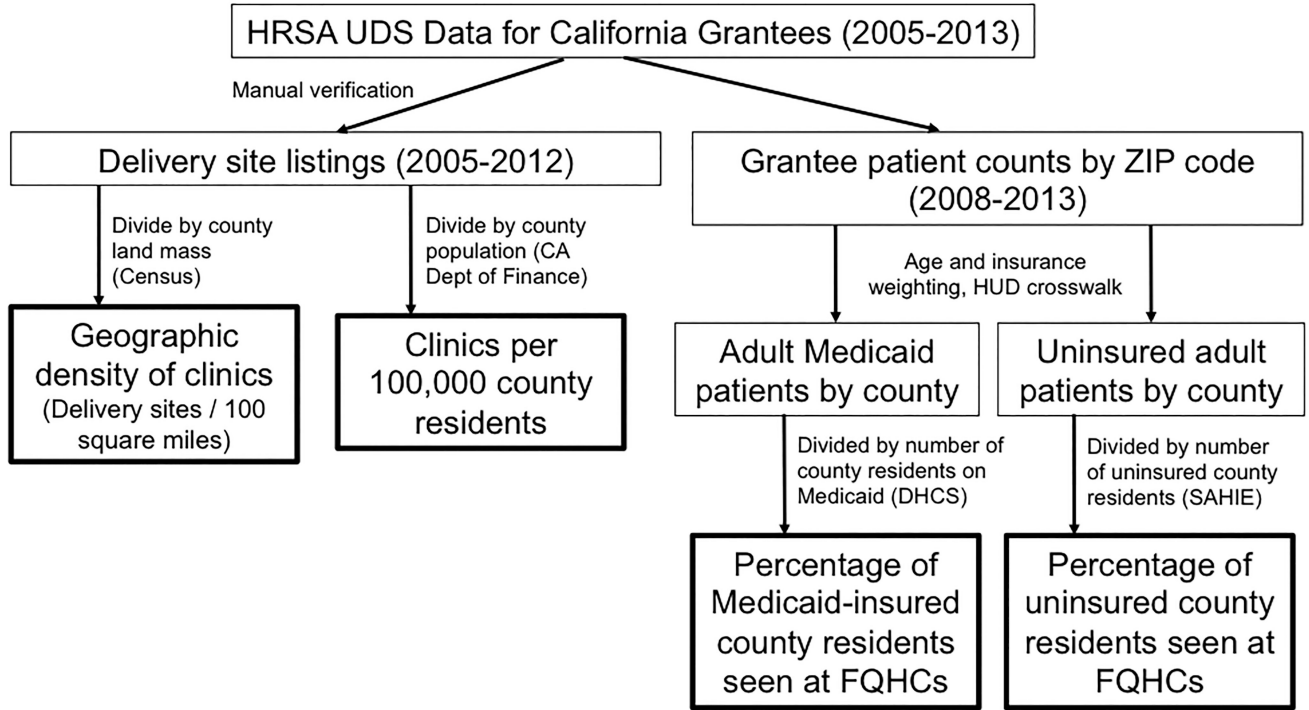 HRSA UDS Data for California Grantees (2005-2013)
Manual verification
Delivery site listings (2005-2012)
Grantee patient counts by ZIP code
(2008-2013)
Divide by county
land mass
(Census)
Divide by county
population (CA
Dept of Finance)
Age and insurance
weighting, HUD crosswalk
Geographic
density of clinics
(Delivery sites / 100
square miles)
Clinics per
100,000 county
residents
Adult Medicaid
patients by county
Uninsured adult
patients by county
Divided by number of
county residents on
Medicaid (DHCS)
Divided by number
of uninsured county
residents (SAHIE)
Percentage of
Medicaid-insured
county residents
seen at FQHCs
Percentage of
uninsured county
residents seen at
FQHCs